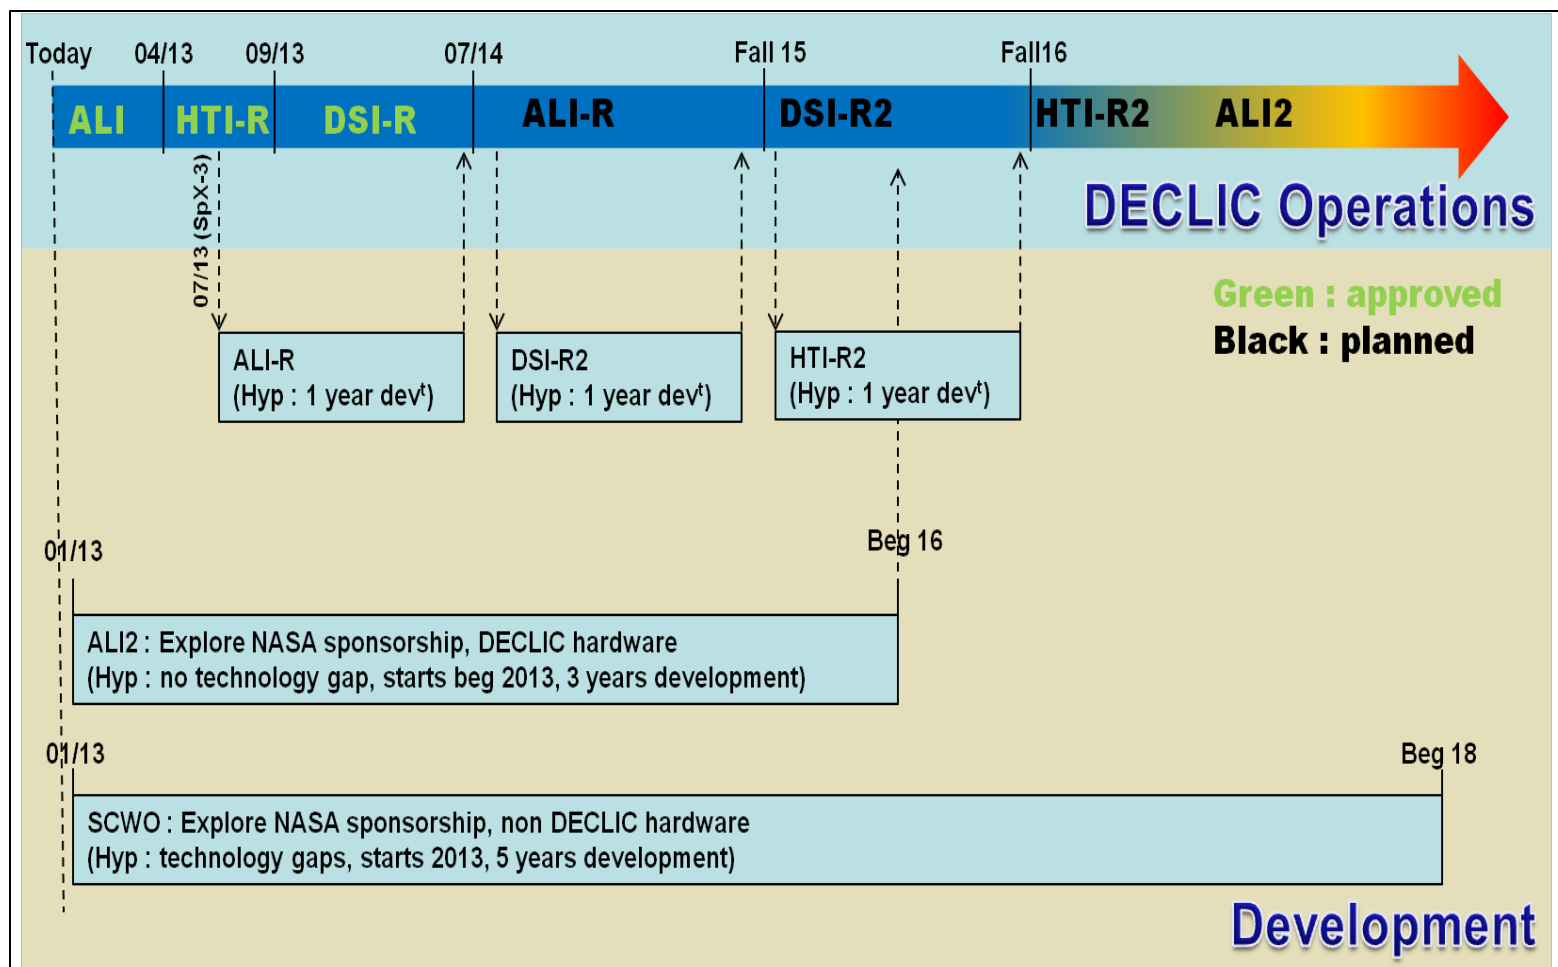 Today
04/13
09/13
07/14
Fall 15
Fall16
ALI
HTI-R
DSI-R
ALI-R
DSI-R2
HTI-R2
ALI2
DECLIC Operations
07/13 (SpX-3)
Green : approved
Black : planned
ALI-R
(Hyp : 1 year devᵗ)
DSI-R2
(Hyp : 1 year devᵗ)
HTI-R2
(Hyp : 1 year devᵗ)
01/13
Beg 16
ALI2 : Explore NASA sponsorship, DECLIC hardware
(Hyp : no technology gap, starts beg 2013, 3 years development)
01/13
Beg 18
SCWO : Explore NASA sponsorship, non DECLIC hardware
(Hyp : technology gaps, starts 2013, 5 years development)
Development